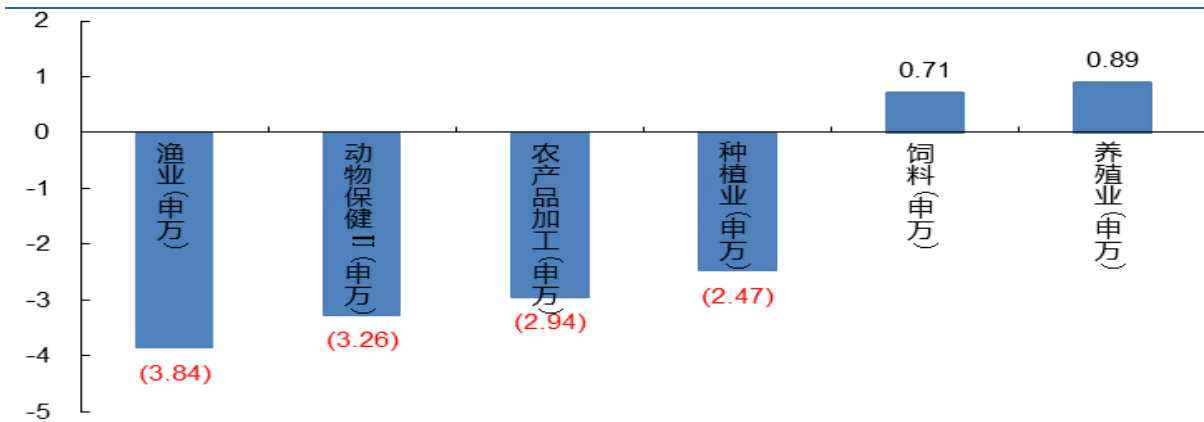 2
1
0
-1
-2
-3
-4
-5
0.71
0.89
渔业(申万)
动物保健II(申万)
农产品加工(申万)
种植业(申万)
饲料(申万)
养殖业(申万)
(3.84)
(3.26)
(2.94)
(2.47)